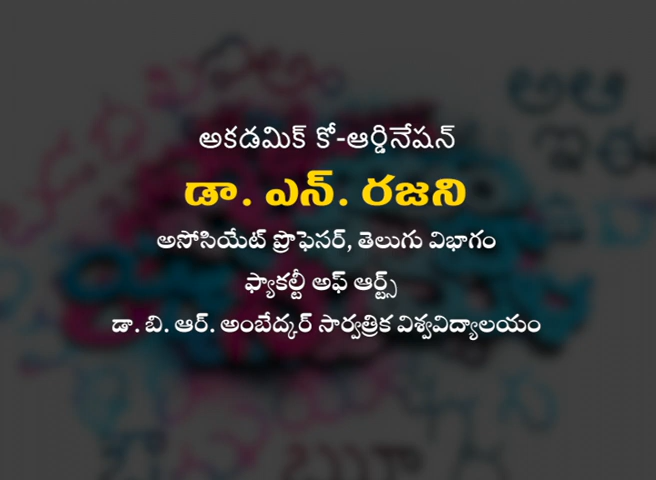 అకడమిక్ కో-ఆర్డినేషన్
డా. ఎన్. రజని
అసోసియేట్ ప్రొఫెసర్, తెలుగు విభాగం
ఫ్యాకల్టీ అఫ్ ఆర్ట్స్
డా. బి. ఆర్. అంబేద్కర్ సార్వత్రిక విశ్వవిద్యాలయం